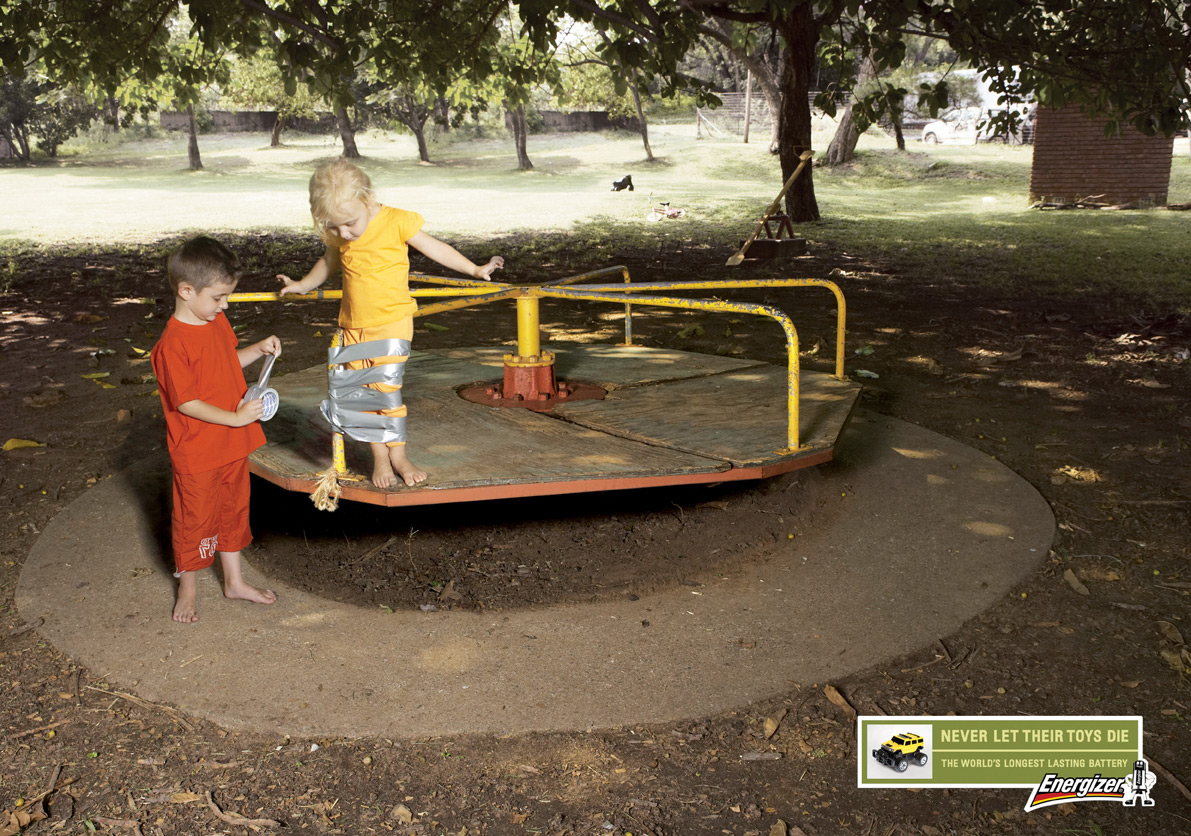 NEVER LET THEIR TOYS DIE
THE WORLD'S LONGEST LASTING BATTERY
Energizer